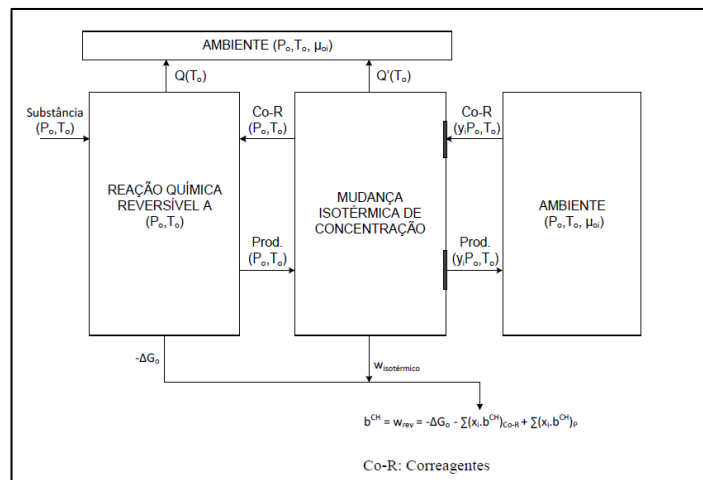 AMBIENTE (Pₒ,Tₒ, μₒᵢ)
Q(Tₒ)
Q'(Tₒ)
Substância
(Pₒ,Tₒ)
Co-R
(Pₒ,Tₒ)
Co-R
(yᵢPₒ,Tₒ)
REAÇÃO QUÍMICA
REVERSÍVEL A
(Pₒ,Tₒ)
MUDANÇA
ISOTÉRMICA DE
CONCENTRAÇÃO
AMBIENTE
(Pₒ,Tₒ, μₒᵢ)
Prod.
(Pₒ,Tₒ)
Prod.
(yᵢPₒ,Tₒ)
-ΔGₒ
wisotérmico
bᶜᴴ = wrev = -ΔGₒ - ∑(xᵢ.bᶜᴴ)Co-R + ∑(xᵢ.bᶜᴴ)P
Co-R: Correagentes